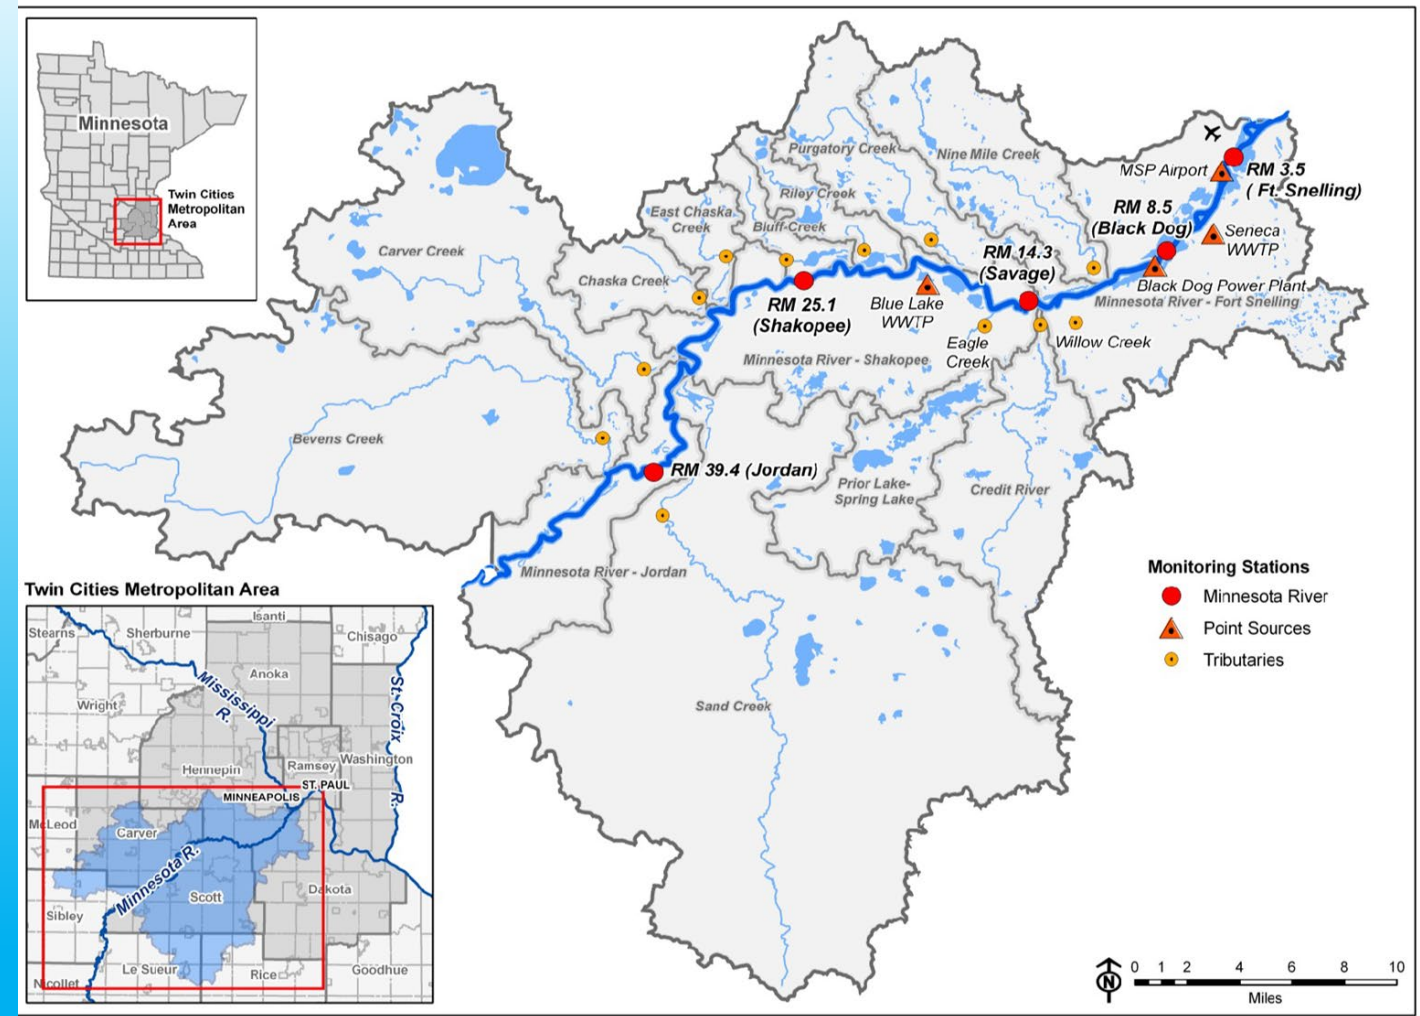 Minnesota
Twin Cities
Metropolitan
Area
Purgatory Creek
Nine Mile Creek
MSP Airport
RM 3.5
( Ft. Snelling)
Riley Creek
RM 8.5
(Black Dog)
East Chaska
Creek
Bluff Creek
Seneca
WWTP
Carver Creek
RM 14.3
(Savage)
Chaska Creek
Black Dog Power Plant
Minnesota River - Fort Snelling
RM 25.1
(Shakopee)
Blue Lake
WWTP
Eagle
Creek
Willow Creek
Minnesota River - Shakopee
Bevens Creek
RM 39.4 (Jordan)
Prior Lake-
Spring Lake
Credit River
Minnesota River - Jordan
Sand Creek
Monitoring Stations
Minnesota River
Point Sources
Tributaries
Twin Cities Metropolitan Area
Isanti
Stearns
Sherburne
Chisago
Anoka
Mississippi
R.
St. Croix
R.
Wright
Hennepin
Ramsey
Washington
ST. PAUL
MINNEAPOLIS
McLeod
Carver
Minnesota R.
Scott
Dakota
Sibley
Le Sueur
Rice
Goodhue
Nicollet
N
0 1 2 4 6 8 10
Miles